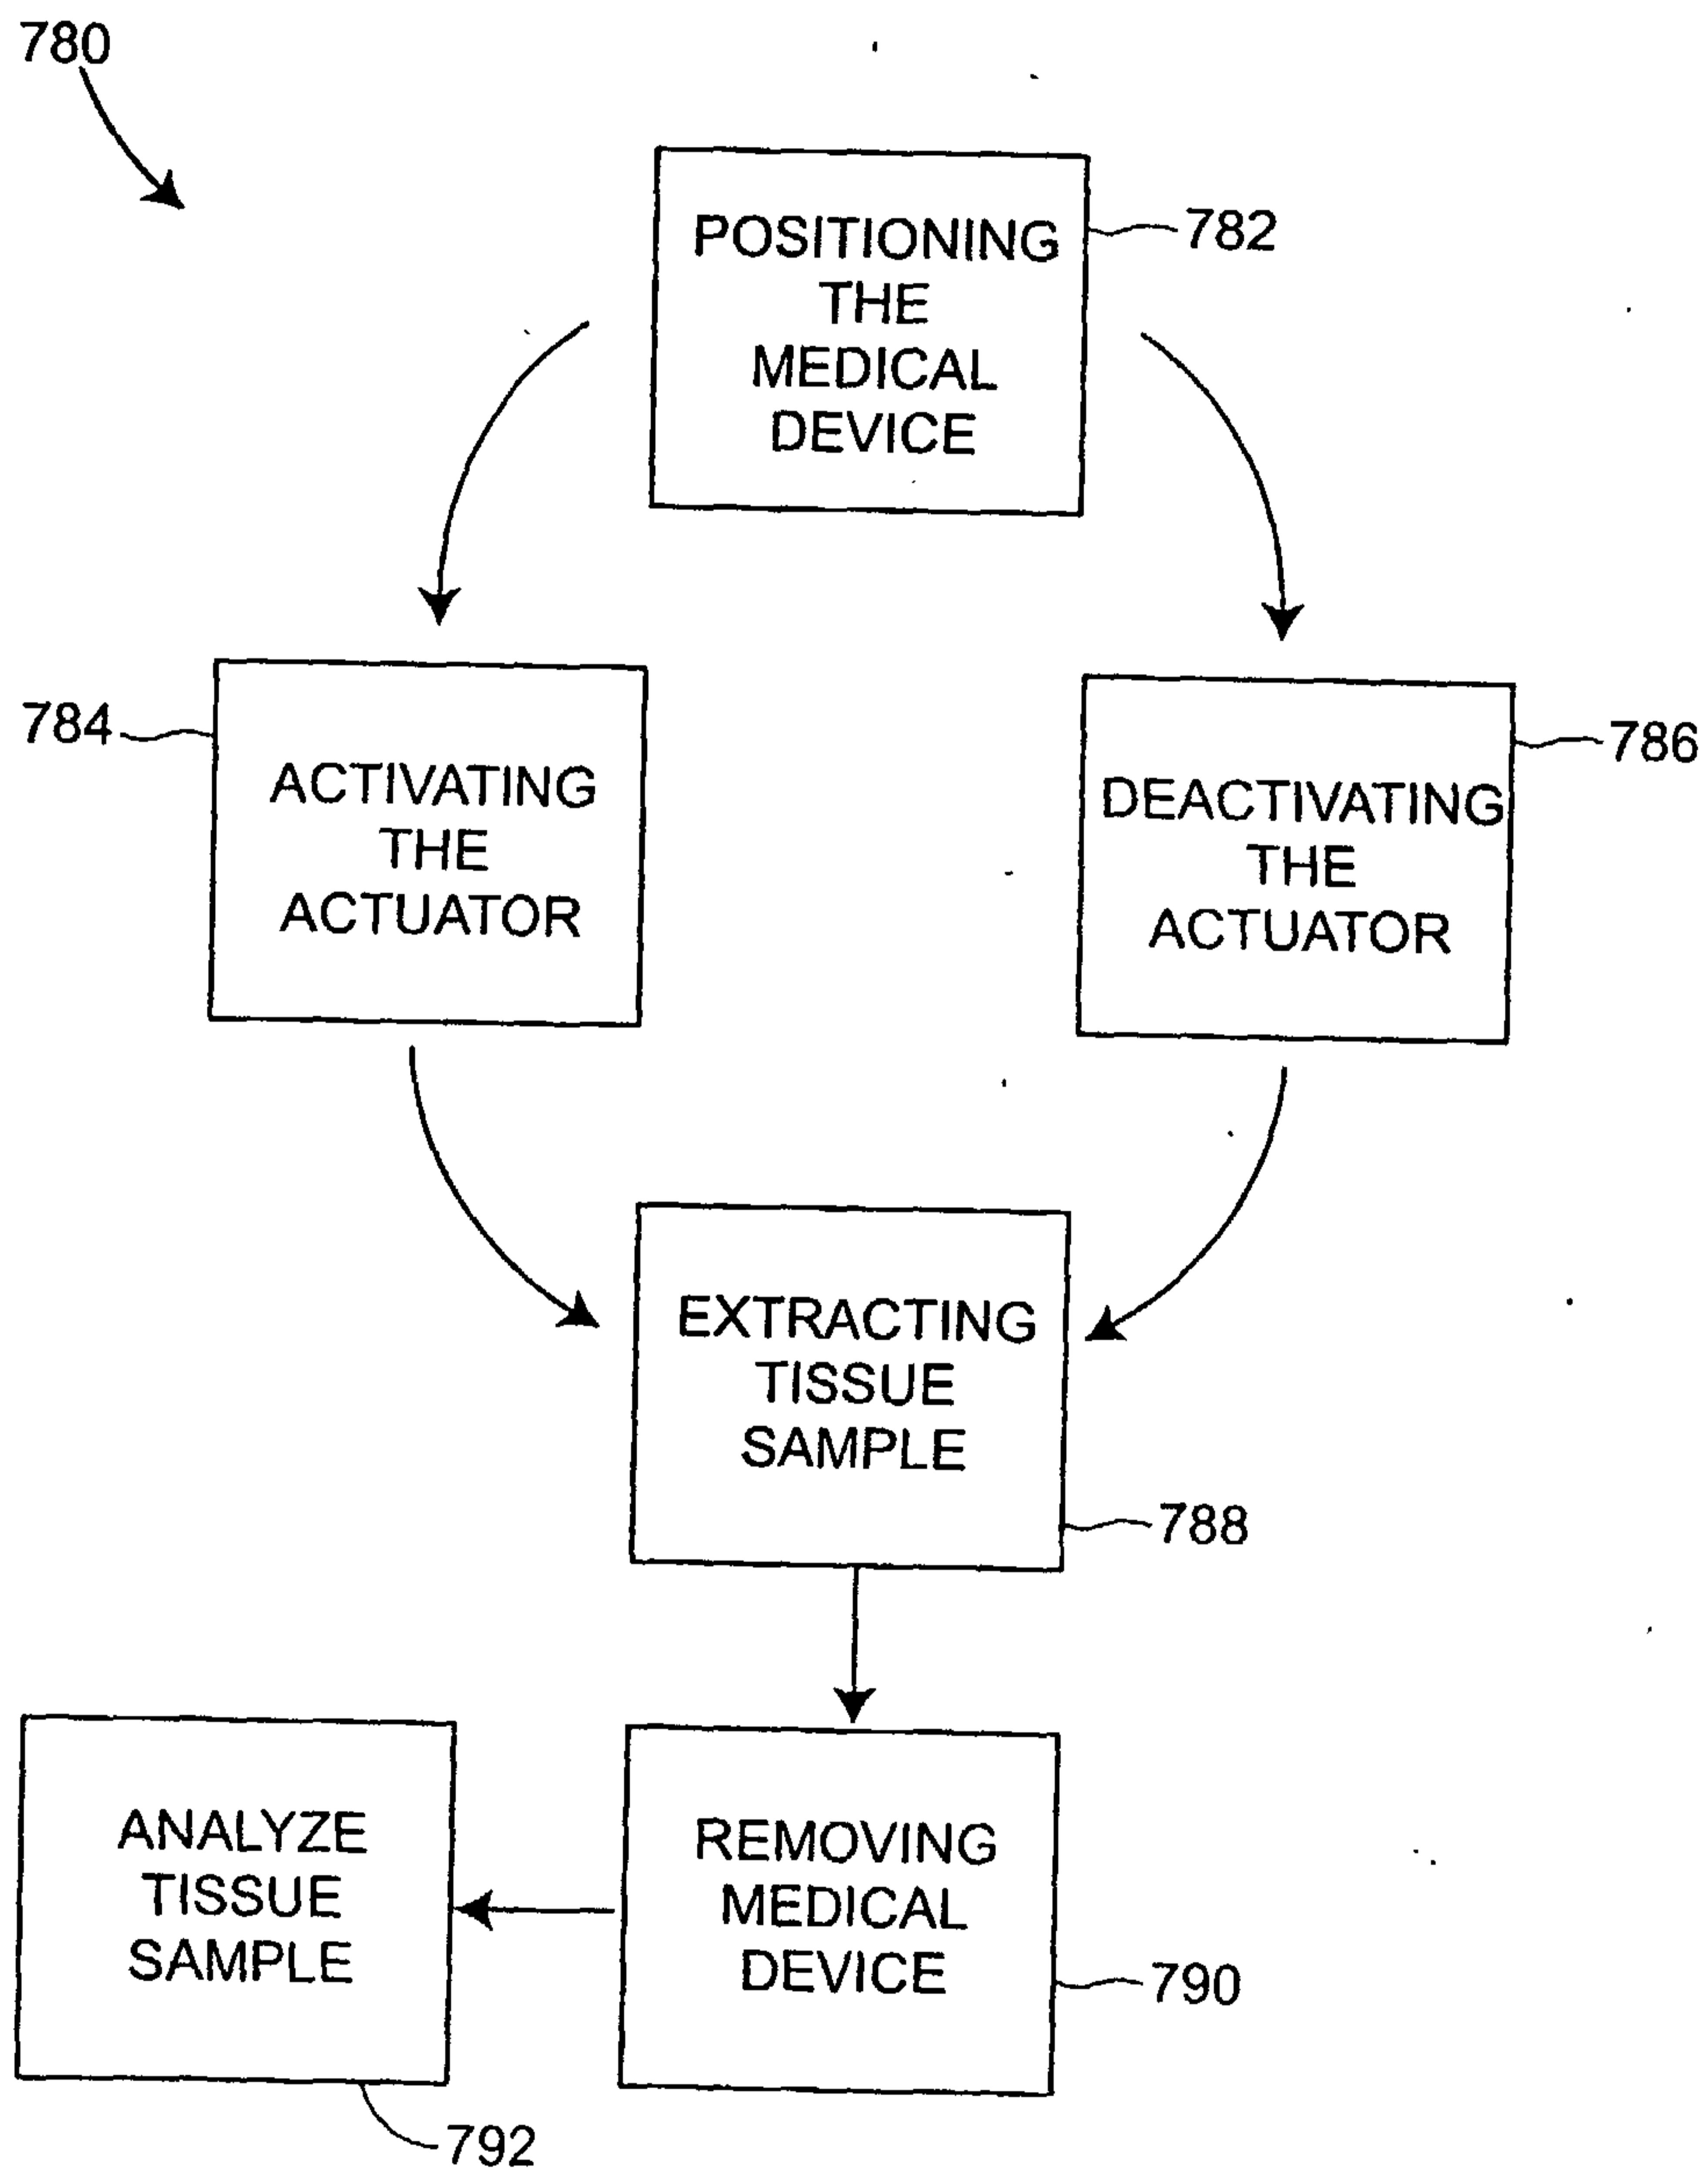 780
POSITIONING
THE
MEDICAL
DEVICE
782
784
ACTIVATING
THE
ACTUATOR
DEACTIVATING
THE
ACTUATOR
786
EXTRACTING
TISSUE
SAMPLE
788
ANALYZE
TISSUE
SAMPLE
792
REMOVING
MEDICAL
DEVICE
790